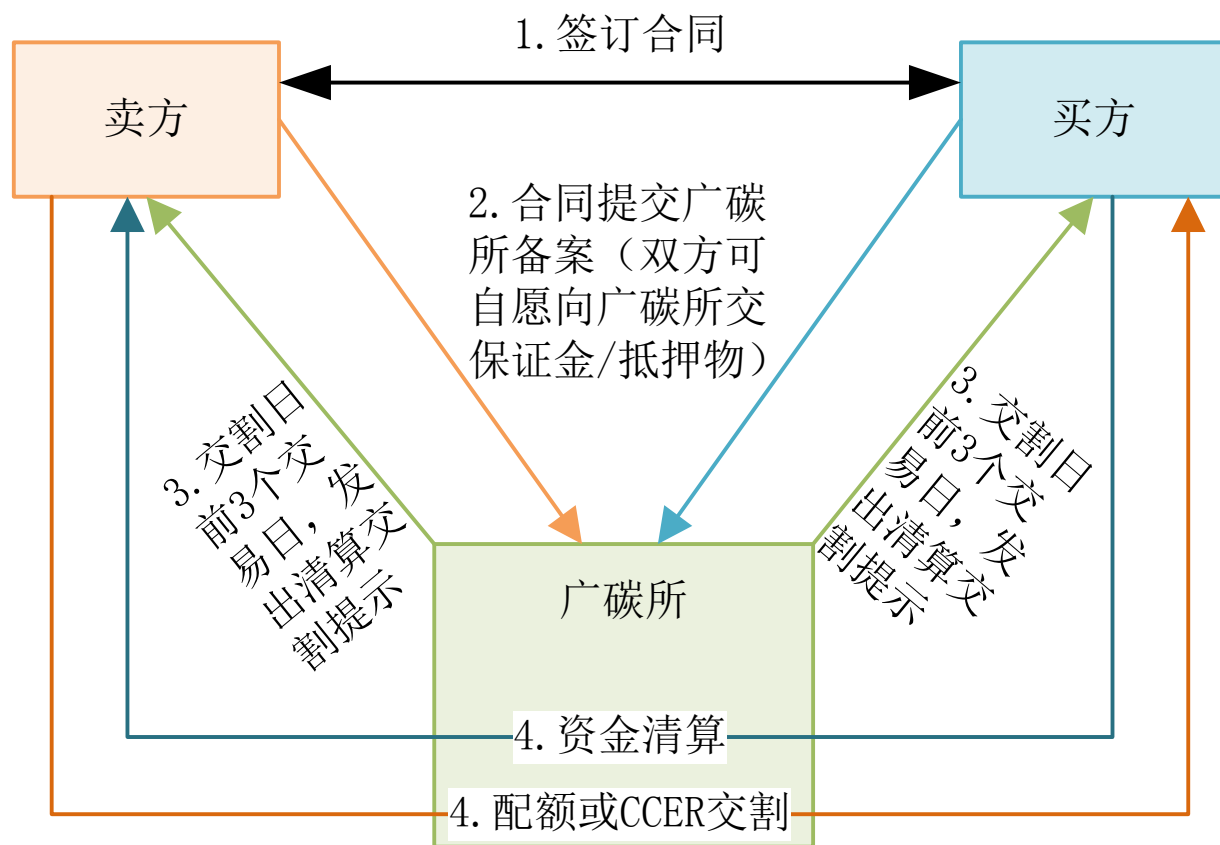 1.签订合同
卖方
买方
2.合同提交广碳
所备案（双方可
自愿向广碳所交
保证金/抵押物）
3.交割日
前3个交
易日，发
出清算交
割提示
3.交割日
前3个交
易日，发
出清算交
割提示
广碳所
4.资金清算
4.配额或CCER交割